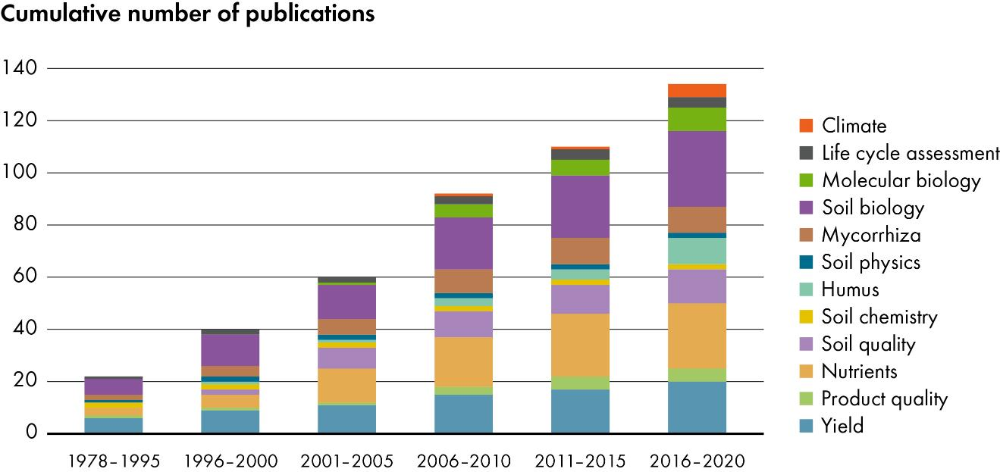 Cumulative number of publications
140
120
100
80
60
40
20
0
1978–1995
1996–2000
2001–2005
2006–2010
2011–2015
2016–2020
Climate
Life cycle assessment
Molecular biology
Soil biology
Mycorrhiza
Soil physics
Humus
Soil chemistry
Soil quality
Nutrients
Product quality
Yield